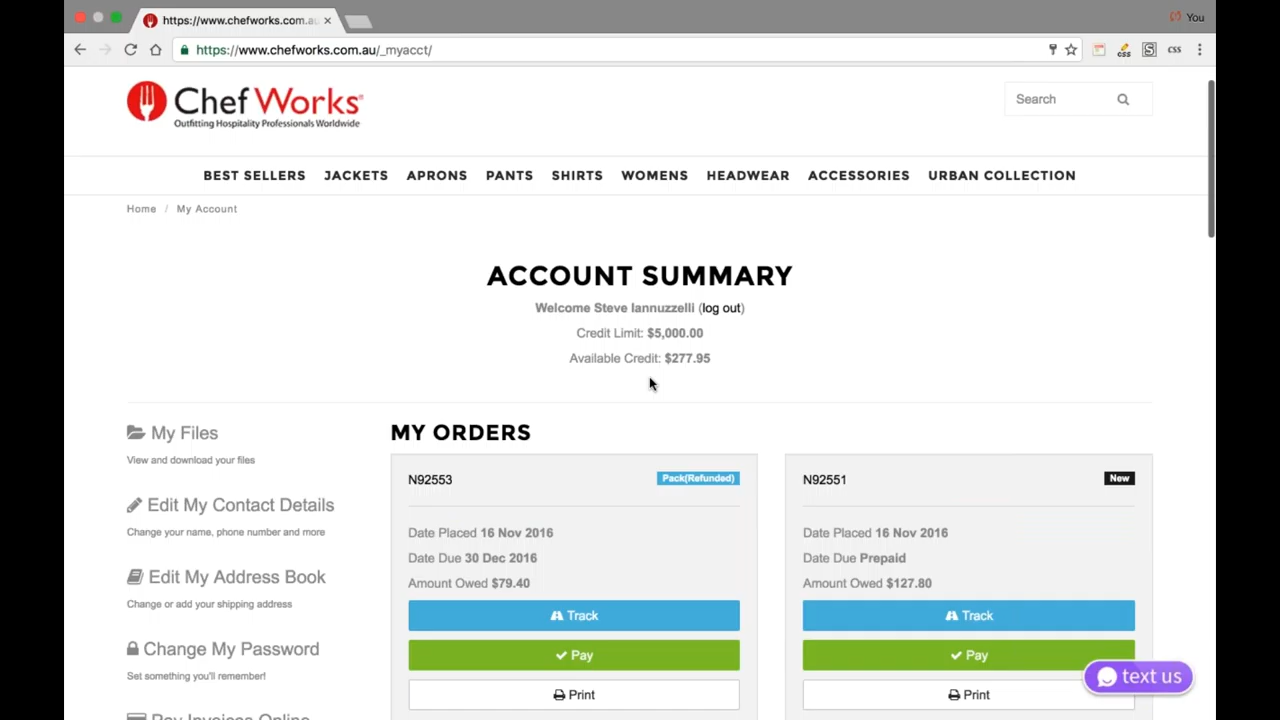 https://www.chefworks.com.au
You
https://www.chefworks.com.au/_myacct/
css
S
css
Chef Works®
Outfitting Hospitality Professionals Worldwide
Search
BEST SELLERS JACKETS APRONS PANTS SHIRTS WOMENS HEADWEAR ACCESSORIES URBAN COLLECTION
Home / My Account
ACCOUNT SUMMARY
Welcome Steve Iannuzzelli (log out)
Credit Limit: $5,000.00
Available Credit: $277.95
My Files
View and download your files
Edit My Contact Details
Change your name, phone number and more
Edit My Address Book
Change or add your shipping address
Change My Password
Set something you'll remember!
Pay Invoices Online
MY ORDERS
N92553 Pack(Refunded)
Date Placed 16 Nov 2016
Date Due 30 Dec 2016
Amount Owed $79.40
Track
Pay
Print
N92551 New
Date Placed 16 Nov 2016
Date Due Prepaid
Amount Owed $127.80
Track
Pay
Print
text us